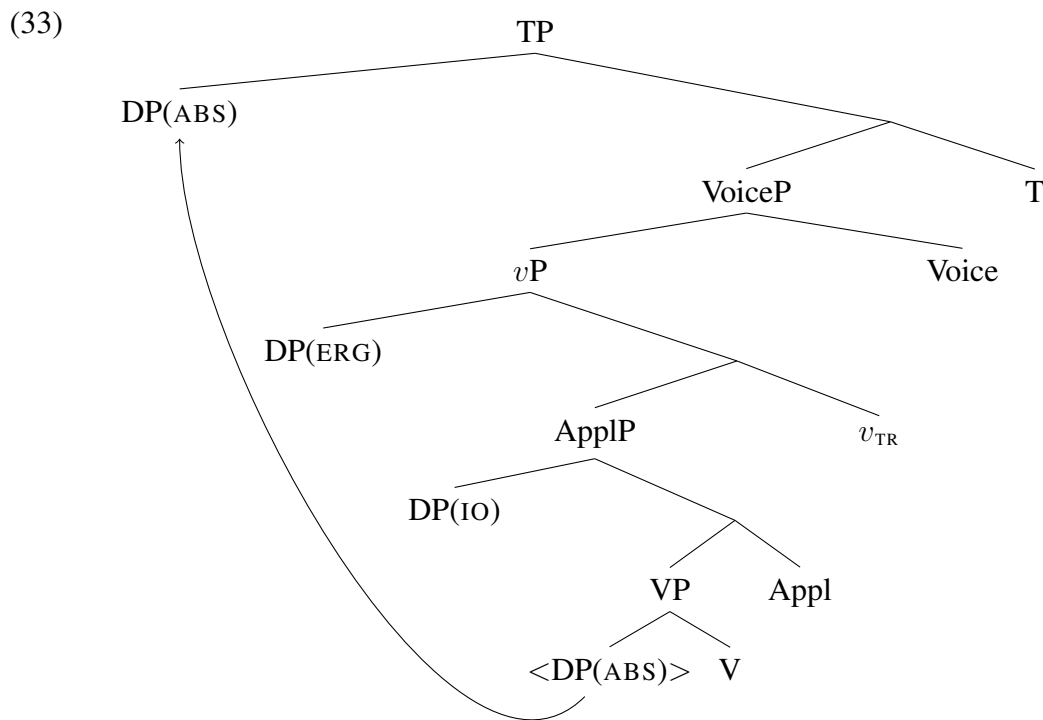 (33)
TP
DP(ABS)
VoiceP T
vP Voice
DP(ERG)
ApplP vTR
DP(IO)
VP Appl
<DP(ABS)> V